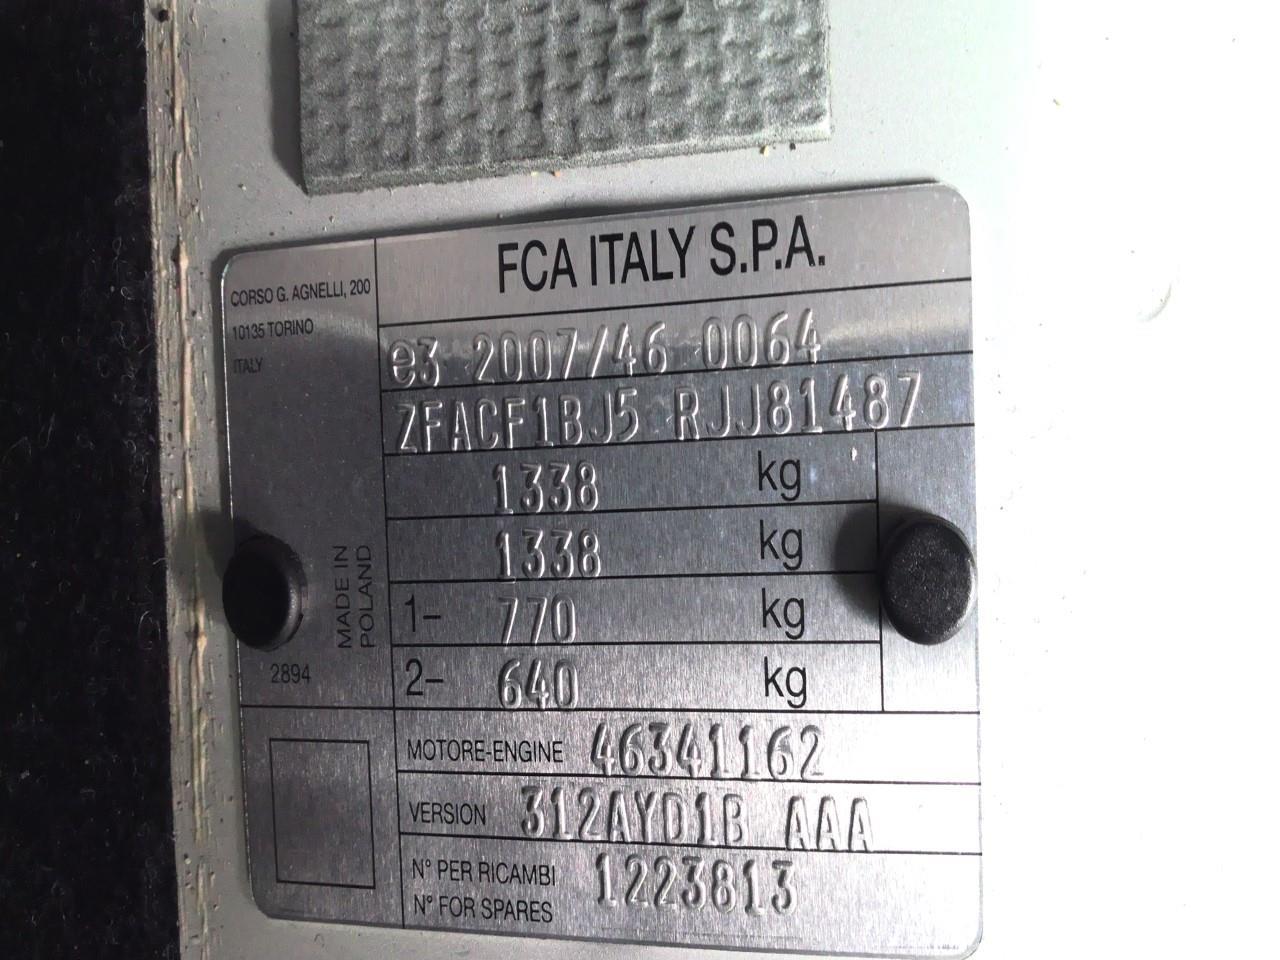 FCA ITALY S.P.A.
CORSO G. AGNELLI, 200
10135 TORINO
ITALY
e3 2007/46 0064
ZFACF1BJ5 RJJ81487
1338 kg
1338 kg
1- 770 kg
2- 640 kg
MADE IN
POLAND
2894
MOTORE-ENGINE 46341162
VERSION 312AYD1B AAA
N° PER RICAMBI 1223813
N° FOR SPARES